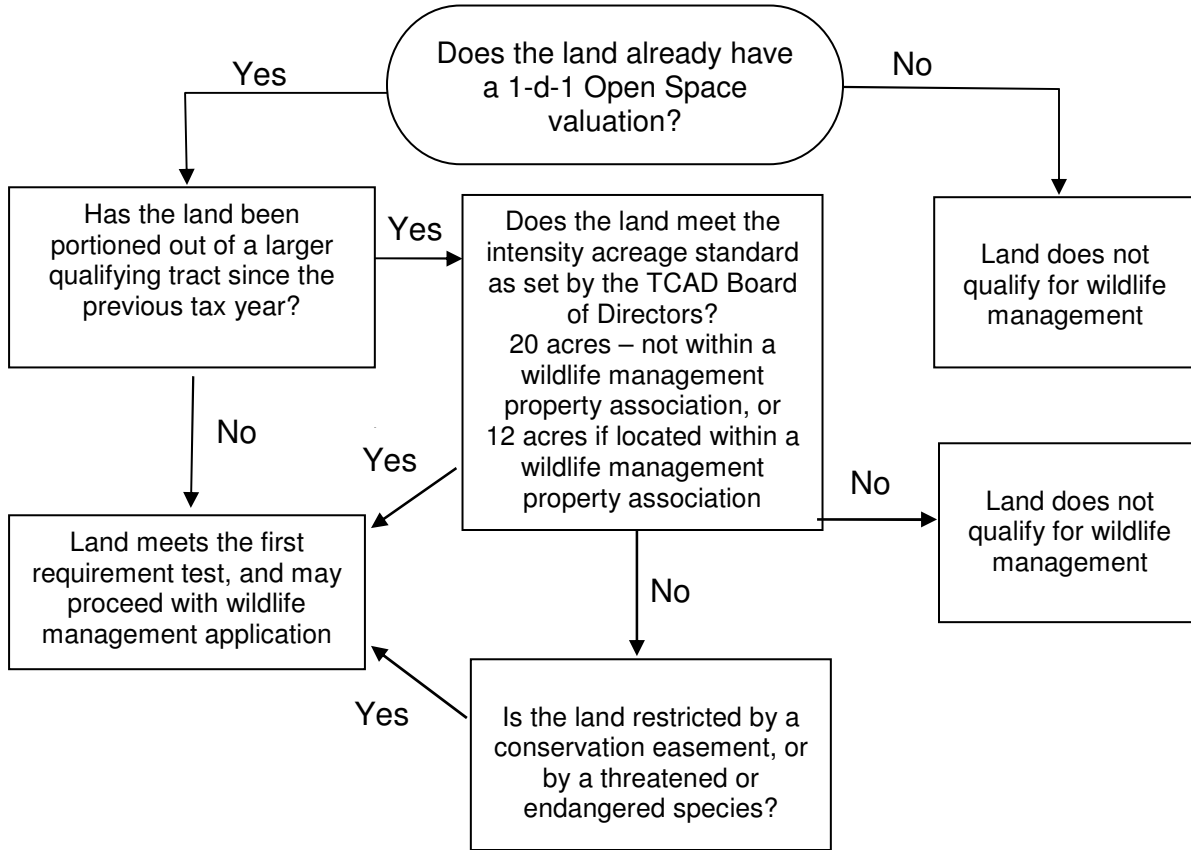 Does the land already have
a 1-d-1 Open Space
valuation?
Yes
No
Has the land been
portioned out of a larger
qualifying tract since the
previous tax year?
Yes
Does the land meet the
intensity acreage standard
as set by the TCAD Board
of Directors?
20 acres – not within a
wildlife management
property association, or
12 acres if located within a
wildlife management
property association
Land does not
qualify for wildlife
management
No
Yes
No
Land does not
qualify for wildlife
management
Land meets the first
requirement test, and may
proceed with wildlife
management application
No
Yes
Is the land restricted by a
conservation easement, or
by a threatened or
endangered species?